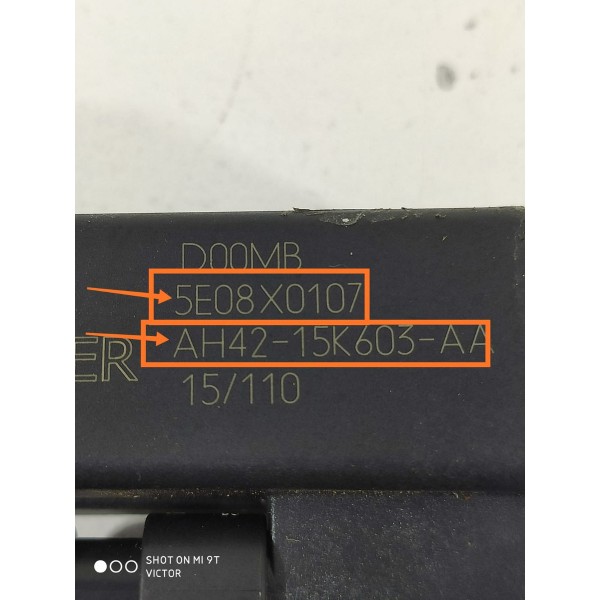 D00MB
5E08X0107
ER AH42-15K603-AA
15/110
SHOT ON MI 9T
VICTOR